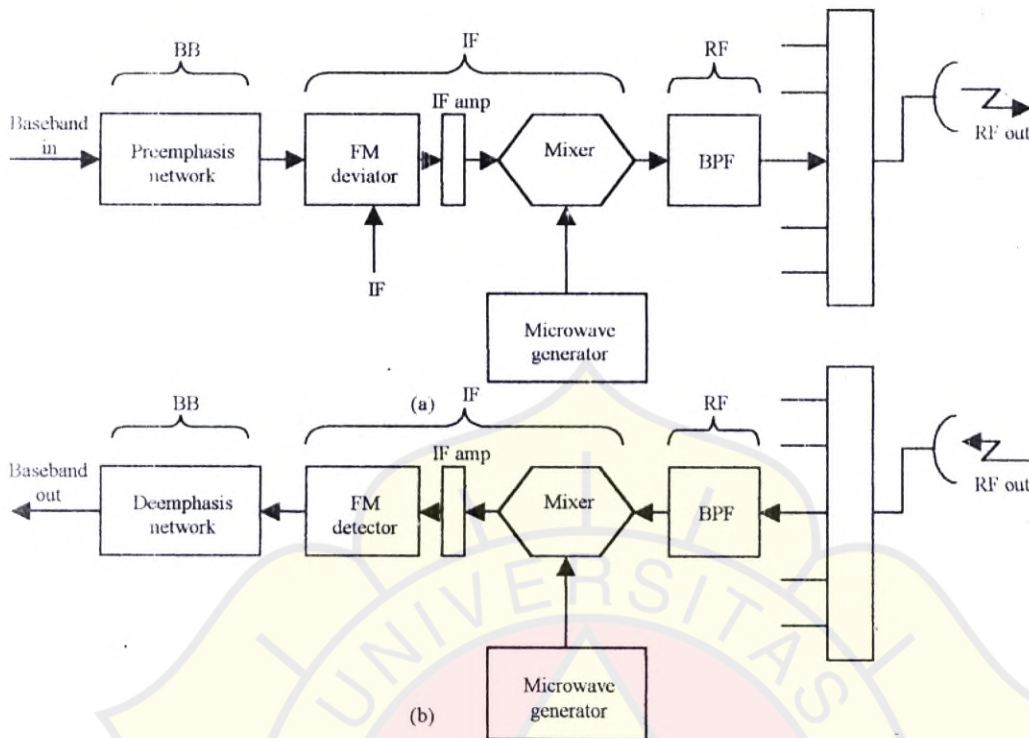 BB
IF
RF
Baseband
in
Preemphasis
network
FM
deviator
IF amp
Mixer
BPF
RF out
IF
Microwave
generator
(a)
BB
IF
RF
Baseband
out
Deemphasis
network
FM
detector
IF amp
Mixer
BPF
RF out
Microwave
generator
(b)
UNIVERSITAS